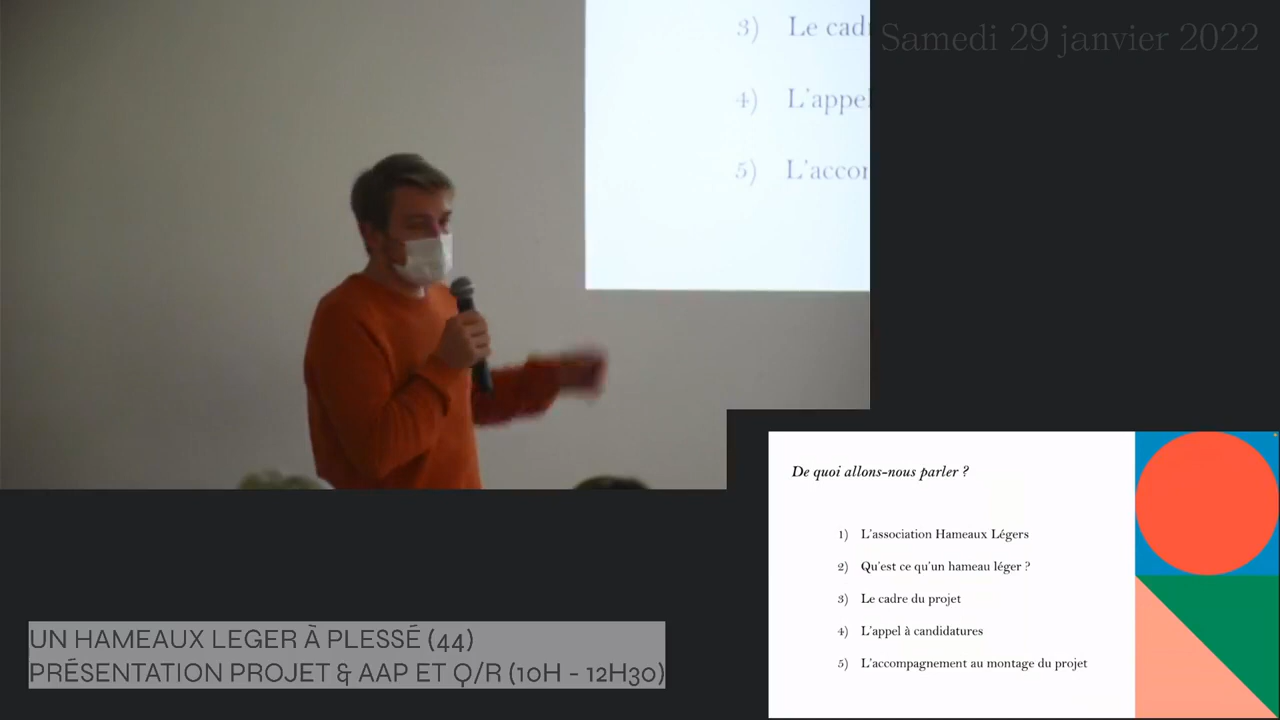 3) Le cad
4) L'appel
5) L'accor
Samedi 29 janvier 2022
De quoi allons-nous parler ?
1) L'association Hameaux Légers
2) Qu'est ce qu'un hameau léger ?
3) Le cadre du projet
4) L'appel à candidatures
5) L'accompagnement au montage du projet
UN HAMEAUX LEGER À PLESSÉ (44)
PRÉSENTATION PROJET & AAP ET Q/R (10H - 12H30)